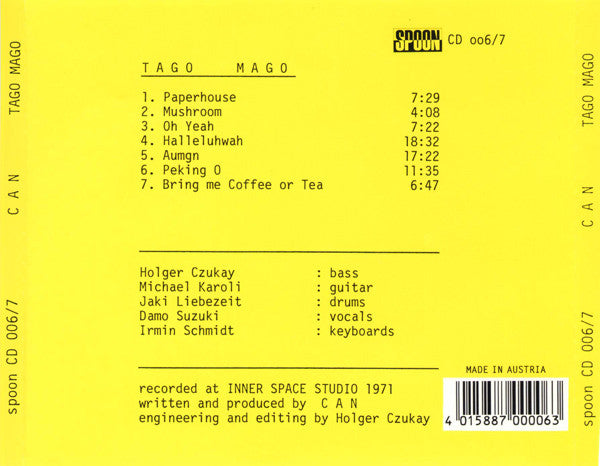 SPOON CD oo6/7
TAGO MAGO
1. Paperhouse 7:29
2. Mushroom 4:08
3. Oh Yeah 7:22
4. Halleluhwah 18:32
5. Aumgn 17:22
6. Peking O 11:35
7. Bring me Coffee or Tea 6:47
Holger Czukay : bass
Michael Karoli : guitar
Jaki Liebezeit : drums
Damo Suzuki : vocals
Irmin Schmidt : keyboards
recorded at INNER SPACE STUDIO 1971
written and produced by C A N
engineering and editing by Holger Czukay
MADE IN AUSTRIA
4 015887 000063
spoon CD 006/7 C A N TAGO MAGO
spoon CD 006/7 C A N TAGO MAGO